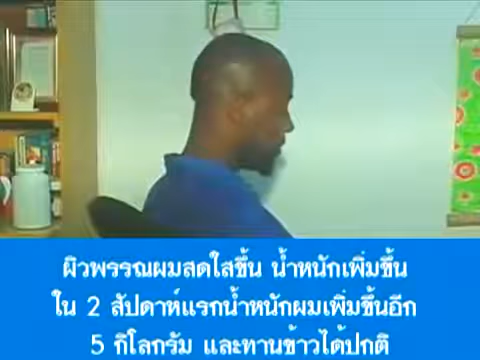 ผิวพรรณผมสดใสขึ้น น้ำหนักเพิ่มขึ้น
ใน 2 สัปดาห์แรกน้ำหนักผมเพิ่มขึ้นอีก
5 กิโลกรัม และทานข้าวได้ปกติ